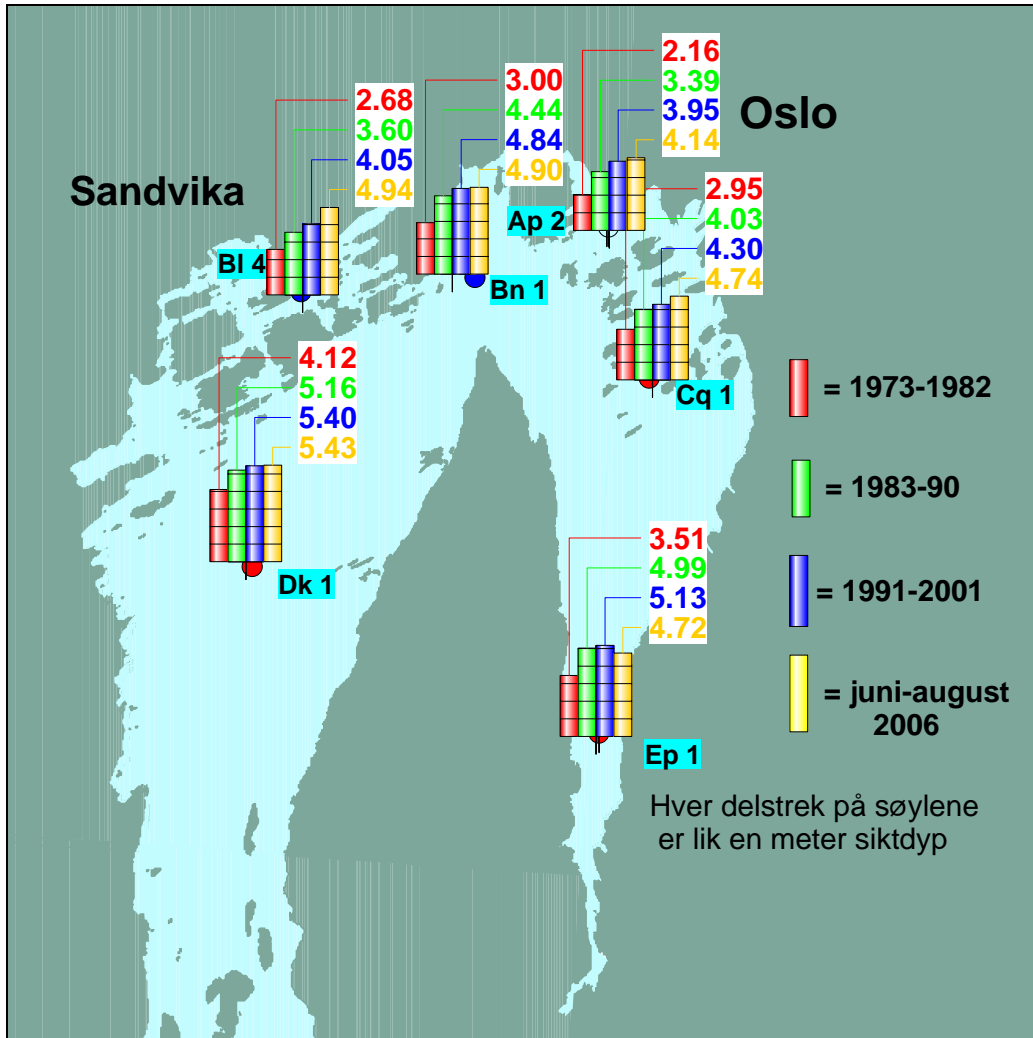 2.16
3.39
3.95
4.14
Oslo
3.00
4.44
4.84
4.90
2.68
3.60
4.05
4.94
Sandvika
2.95
4.03
4.30
4.74
Ap 2
Bl 4
Bn 1
Cq 1
4.12
5.16
5.40
5.43
Dk 1
3.51
4.99
5.13
4.72
Ep 1
= 1973-1982
= 1983-90
= 1991-2001
= juni-august
2006
Hver delstrek på søylene
er lik en meter siktdyp